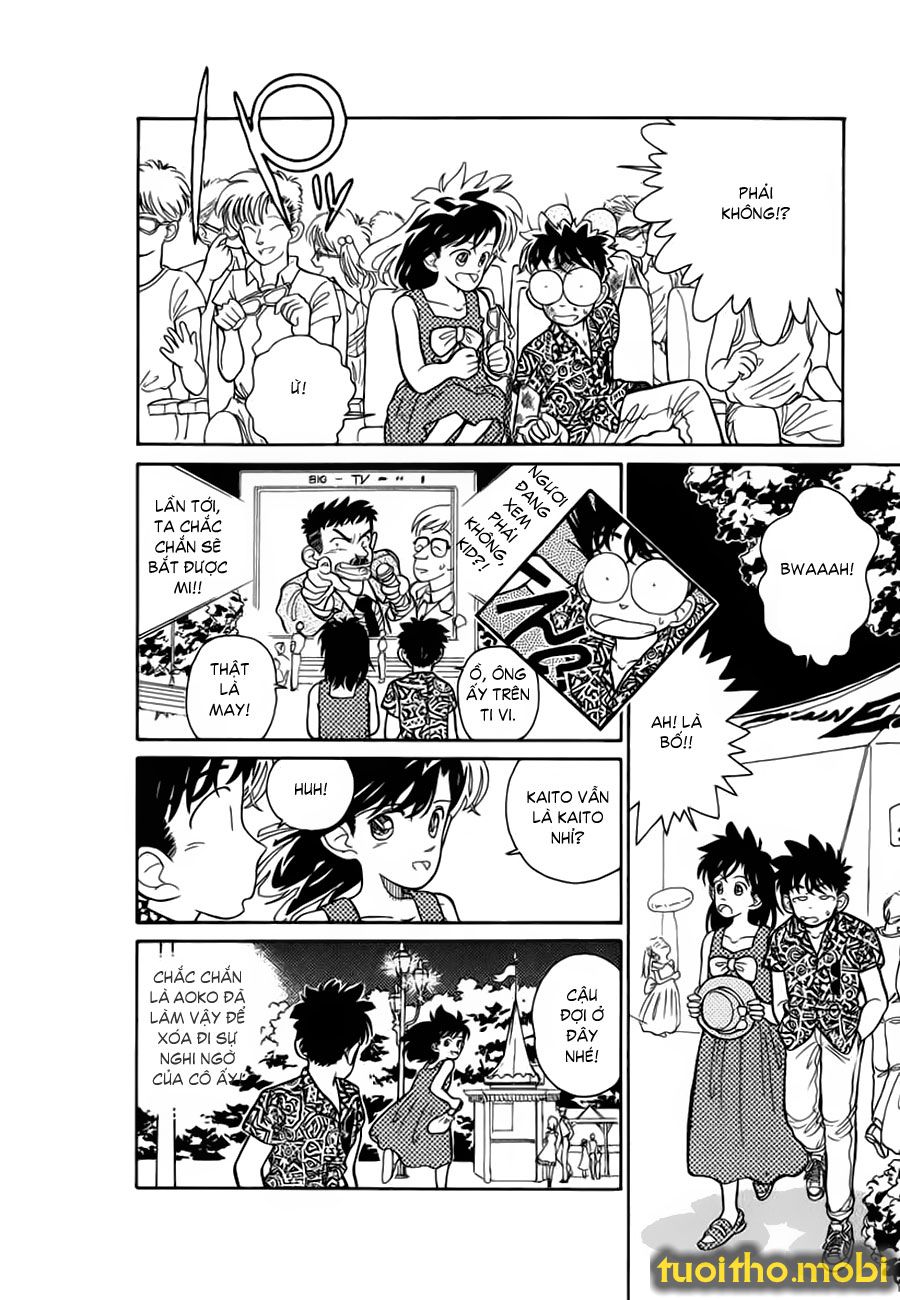 PHẢI
KHÔNG!?
Ừ!
BWAAAH!
AH! LÀ
BỐ!!
NGƯƠI
ĐANG
XEM
PHẢI
KHÔNG,
KID?!
BIG - TV
LẦN TỚI,
TA CHẮC
CHẮN SẼ
BẮT ĐƯỢC
MI!!
Ồ, ÔNG
ẤY TRÊN
TI VI.
THẬT
LÀ
MAY!
KAITO VẪN
LÀ KAITO
NHỈ?
HUH!
CẬU
ĐỢI Ở
ĐÂY
NHÉ!
CHẮC CHẮN
LÀ AOKO ĐÃ
LÀM VẬY ĐỂ
XÓA ĐI SỰ
NGHI NGỜ
CỦA CÔ ẤY!
tuoitho.mobi